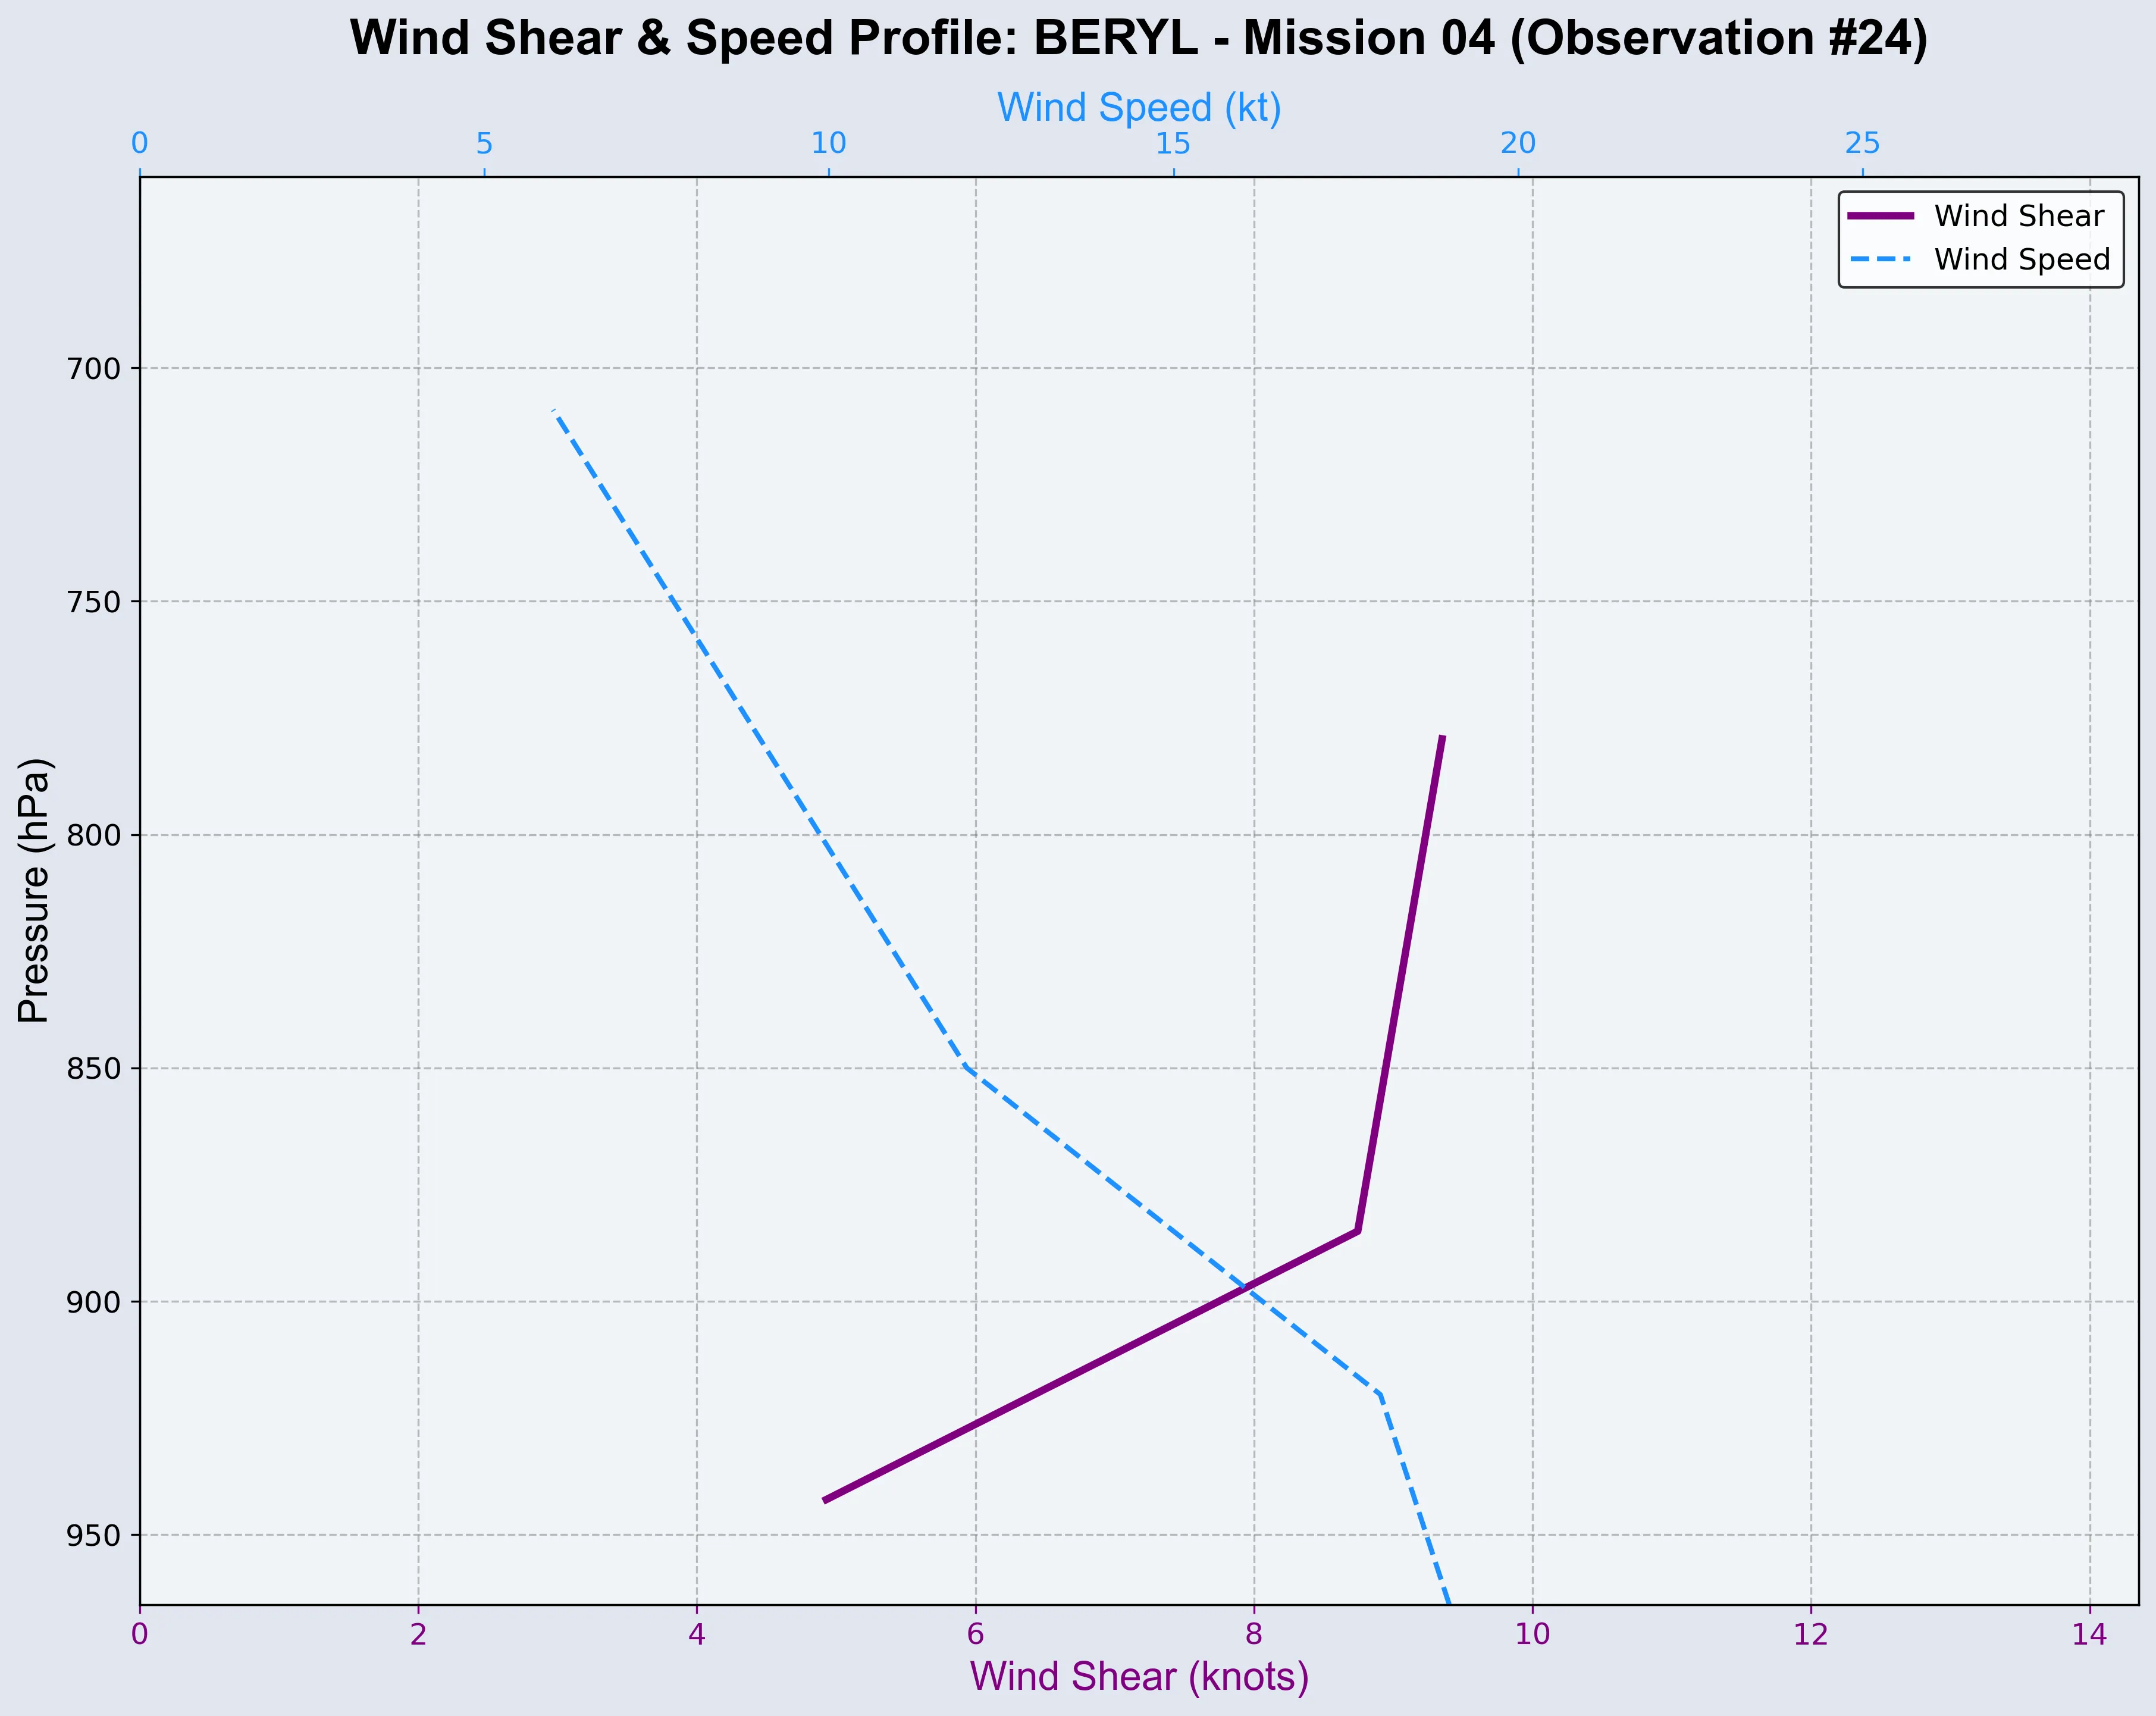 Wind Shear & Speed Profile: BERYL - Mission 04 (Observation #24)
Wind Speed (kt)
0 5 10 15 20 25
Wind Shear
Wind Speed
700
750
800
850
900
950
Pressure (hPa)
0 2 4 6 8 10 12 14
Wind Shear (knots)